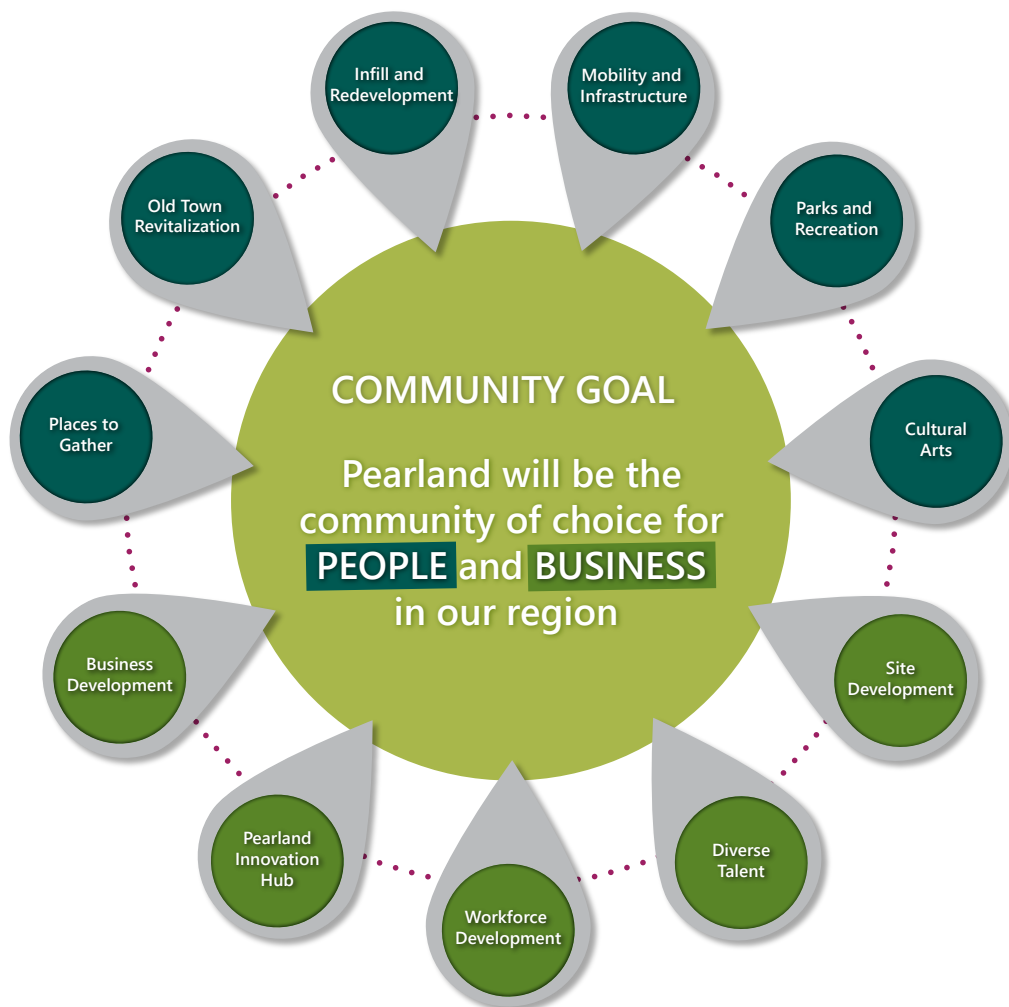 Infill and
Redevelopment
Mobility and
Infrastructure
Old Town
Revitalization
Parks and
Recreation
Places to
Gather
Cultural
Arts
COMMUNITY GOAL
Pearland will be the
community of choice for
PEOPLE and BUSINESS
in our region
Business
Development
Site
Development
Pearland
Innovation
Hub
Diverse
Talent
Workforce
Development